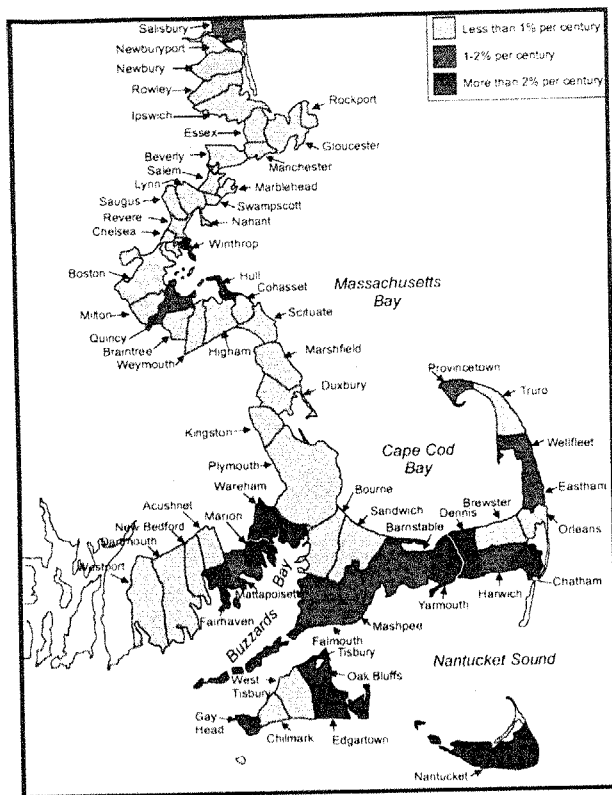 Salisbury
Newburyport
Newbury
Rowley
Ipswich
Essex
Rockport
Gloucester
Beverly
Manchester
Salem
Lynn
Marblehead
Saugus
Swampscott
Revere
Nahant
Chelsea
Winthrop
Boston
Hull
Cohasset
Massachusetts
Bay
Milton
Scituate
Quincy
Braintree
Higham
Weymouth
Marshfield
Duxbury
Provincetown
Truro
Kingston
Cape Cod
Bay
Wellfleet
Plymouth
Wareham
Bourne
Eastham
Acushnet
Sandwich
Brewster
New Bedford
Marion
Barnstable
Dennis
Orleans
Dartmouth
Westport
Mattapoisett
Buzzards Bay
Chatham
Fairhaven
Yarmouth
Harwich
Mashpee
Falmouth
Tisbury
Nantucket Sound
West
Tisbury
Oak Bluffs
Gay
Head
Chilmark
Edgartown
Nantucket
Less than 1% per century
1-2% per century
More than 2% per century